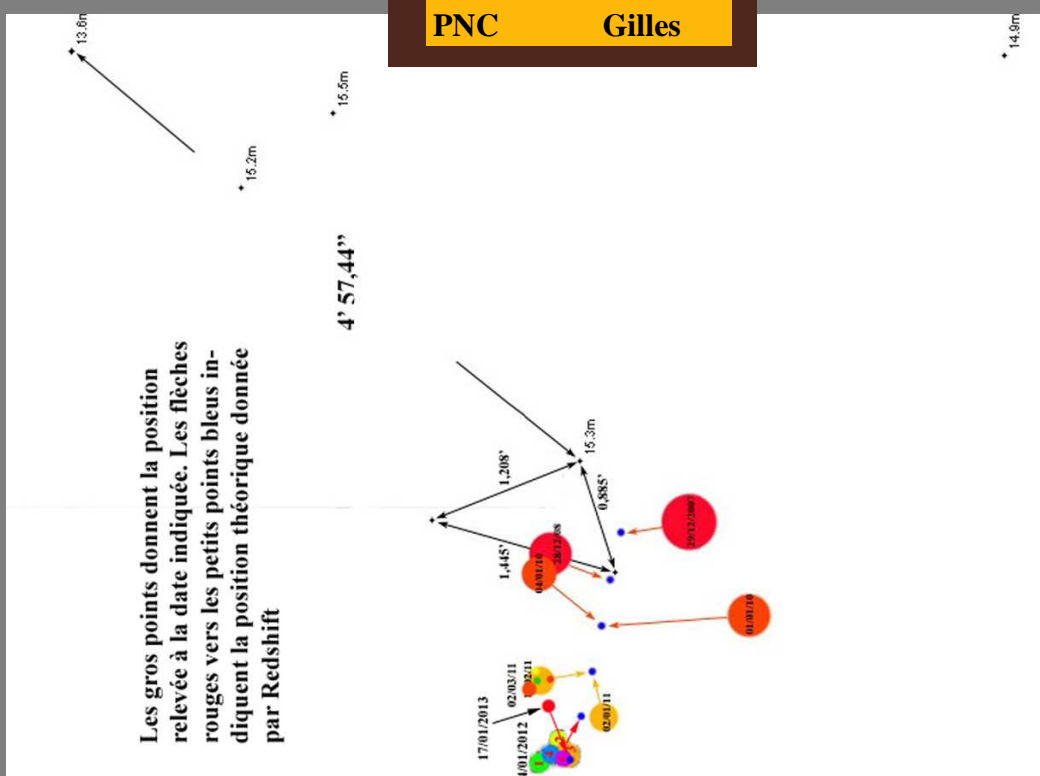 PNC Gilles
15.5m
15.2m
14.9m
4' 57,44”
Les gros points donnent la position
relevée à la date indiquée. Les flèches
rouges vers les petits points bleus in-
diquent la position théorique donnée
par Redshift
15.3m
1,208'
0,885'
1,445'
28/12/08
29/12/2007
04/01/10
01/01/10
02/03/11
02/01/11
17/01/2013